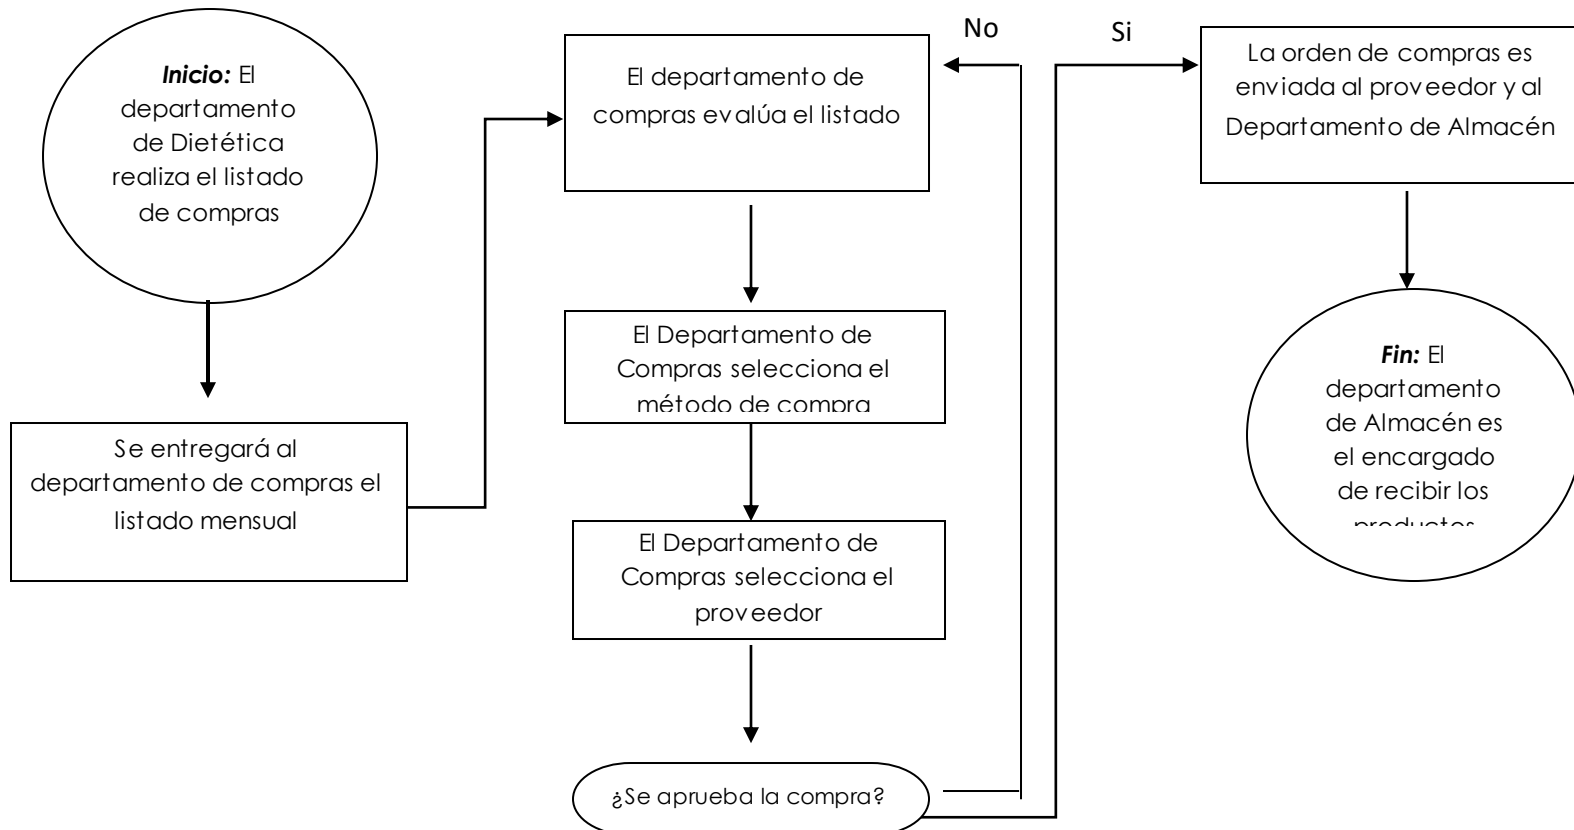 Inicio: El
departamento
de Dietética
realiza el listado
de compras
Se entregará al
departamento de compras el
listado mensual
El departamento de
compras evalúa el listado
El Departamento de
Compras selecciona el
método de compra
El Departamento de
Compras selecciona el
proveedor
¿Se aprueba la compra?
No
Si
La orden de compras es
enviada al proveedor y al
Departamento de Almacén
Fin: El
departamento
de Almacén es
el encargado
de recibir los
productos